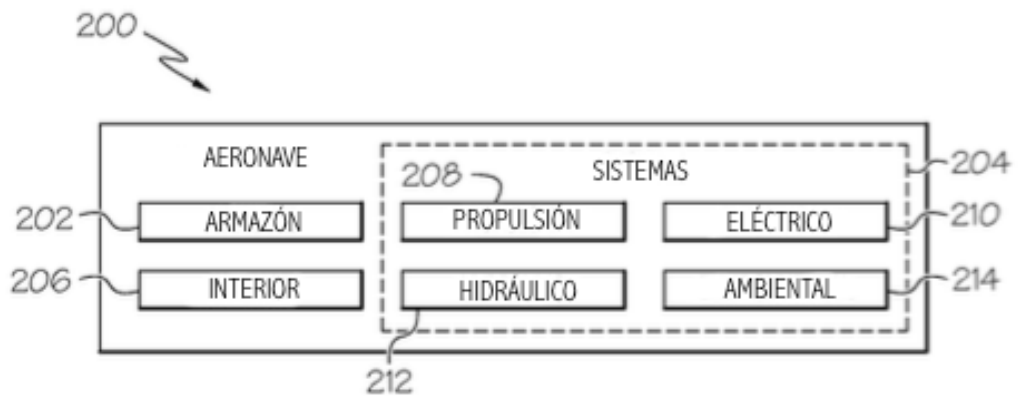 200
AERONAVE
SISTEMAS
204
208
202
ARMAZÓN
PROPULSIÓN
ELÉCTRICO
210
206
INTERIOR
HIDRÁULICO
AMBIENTAL
214
212